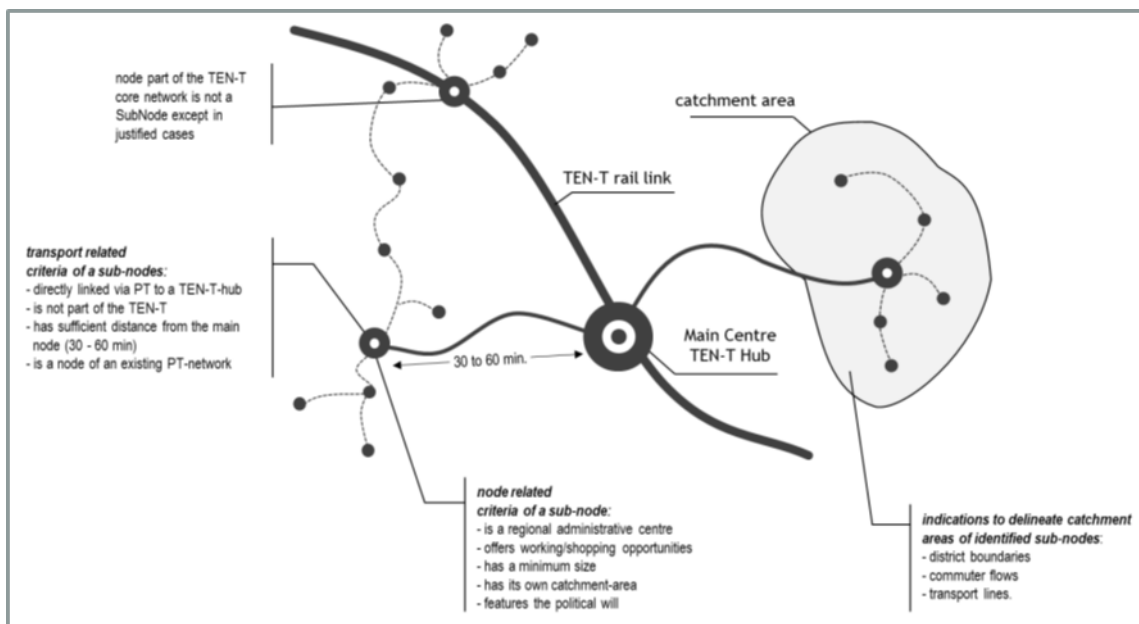 node part of the TEN-T
core network is not a
SubNode except in
justified cases
catchment area
TEN-T rail link
transport related
criteria of a sub-nodes:
- directly linked via PT to a TEN-T-hub
- is not part of the TEN-T
- has sufficient distance from the main
node (30 - 60 min)
- is a node of an existing PT-network
Main Centre
TEN-T Hub
30 to 60 min.
node related
criteria of a sub-node:
- is a regional administrative centre
- offers working/shopping opportunities
- has a minimum size
- has its own catchment-area
- features the political will
indications to delineate catchment
areas of identified sub-nodes:
- district boundaries
- commuter flows
- transport lines.